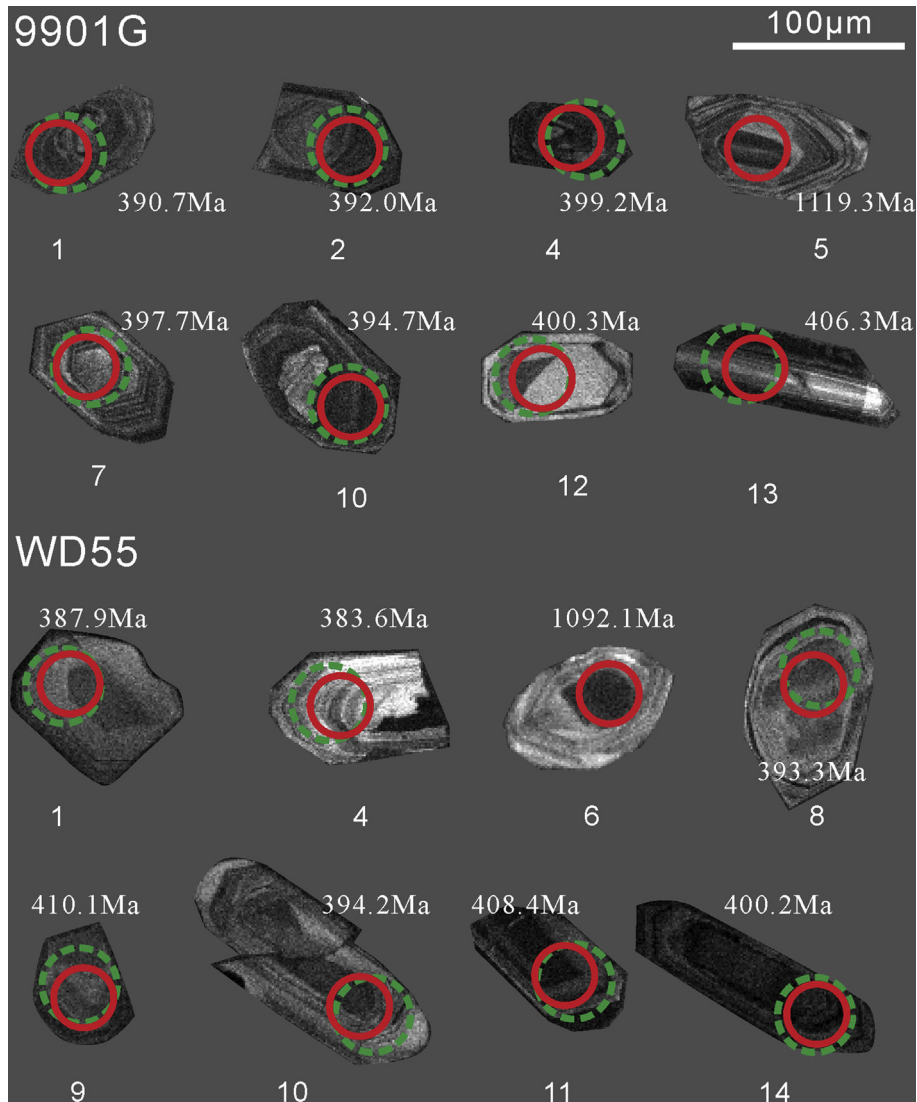 9901G
100µm
390.7Ma
392.0Ma
399.2Ma
1119.3Ma
1
2
4
5
397.7Ma
394.7Ma
400.3Ma
406.3Ma
7
10
12
13
WD55
387.9Ma
383.6Ma
1092.1Ma
393.3Ma
1
4
6
8
410.1Ma
394.2Ma
408.4Ma
400.2Ma
9
10
11
14